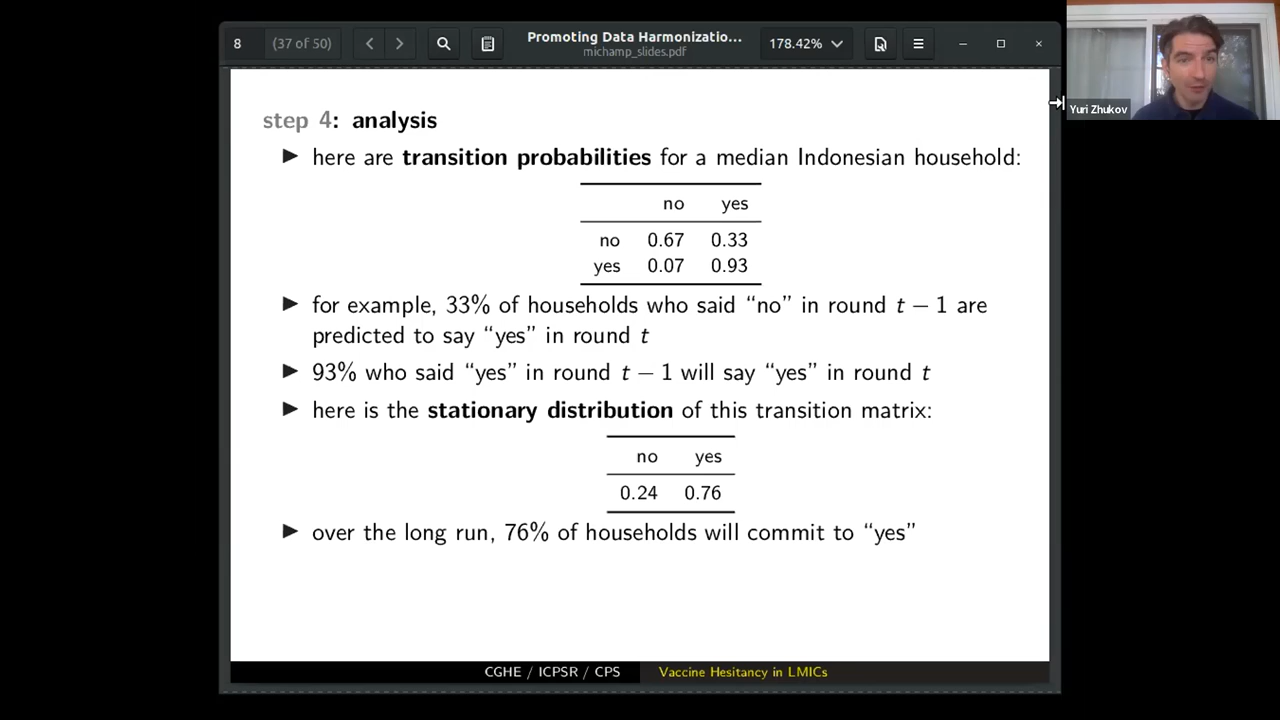 8 (37 of 50) Promoting Data Harmonizatio... 178.42%
michamp_slides.pdf
Yuri Zhukov
step 4: analysis
▶ here are transition probabilities for a median Indonesian household:
no yes
no 0.67 0.33
yes 0.07 0.93
▶ for example, 33% of households who said “no” in round t − 1 are
predicted to say “yes” in round t
▶ 93% who said “yes” in round t − 1 will say “yes” in round t
▶ here is the stationary distribution of this transition matrix:
no yes
0.24 0.76
▶ over the long run, 76% of households will commit to “yes”
CGHE / ICPSR / CPS Vaccine Hesitancy in LMICs